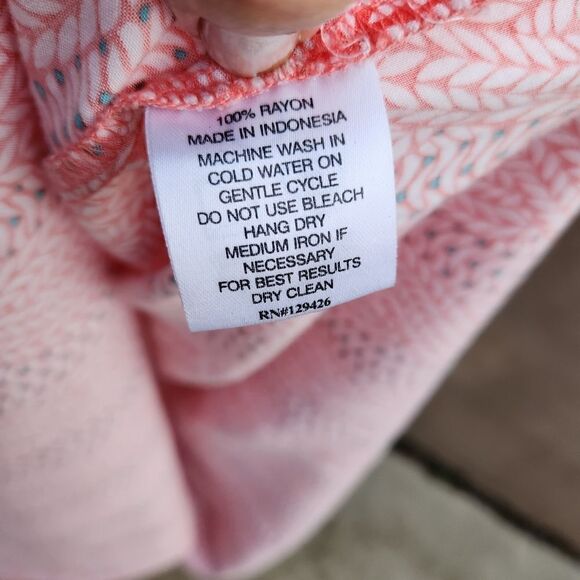 100% RAYON
MADE IN INDONESIA
MACHINE WASH IN
COLD WATER ON
GENTLE CYCLE
DO NOT USE BLEACH
HANG DRY
MEDIUM IRON IF
NECESSARY
FOR BEST RESULTS
DRY CLEAN
RN#129426